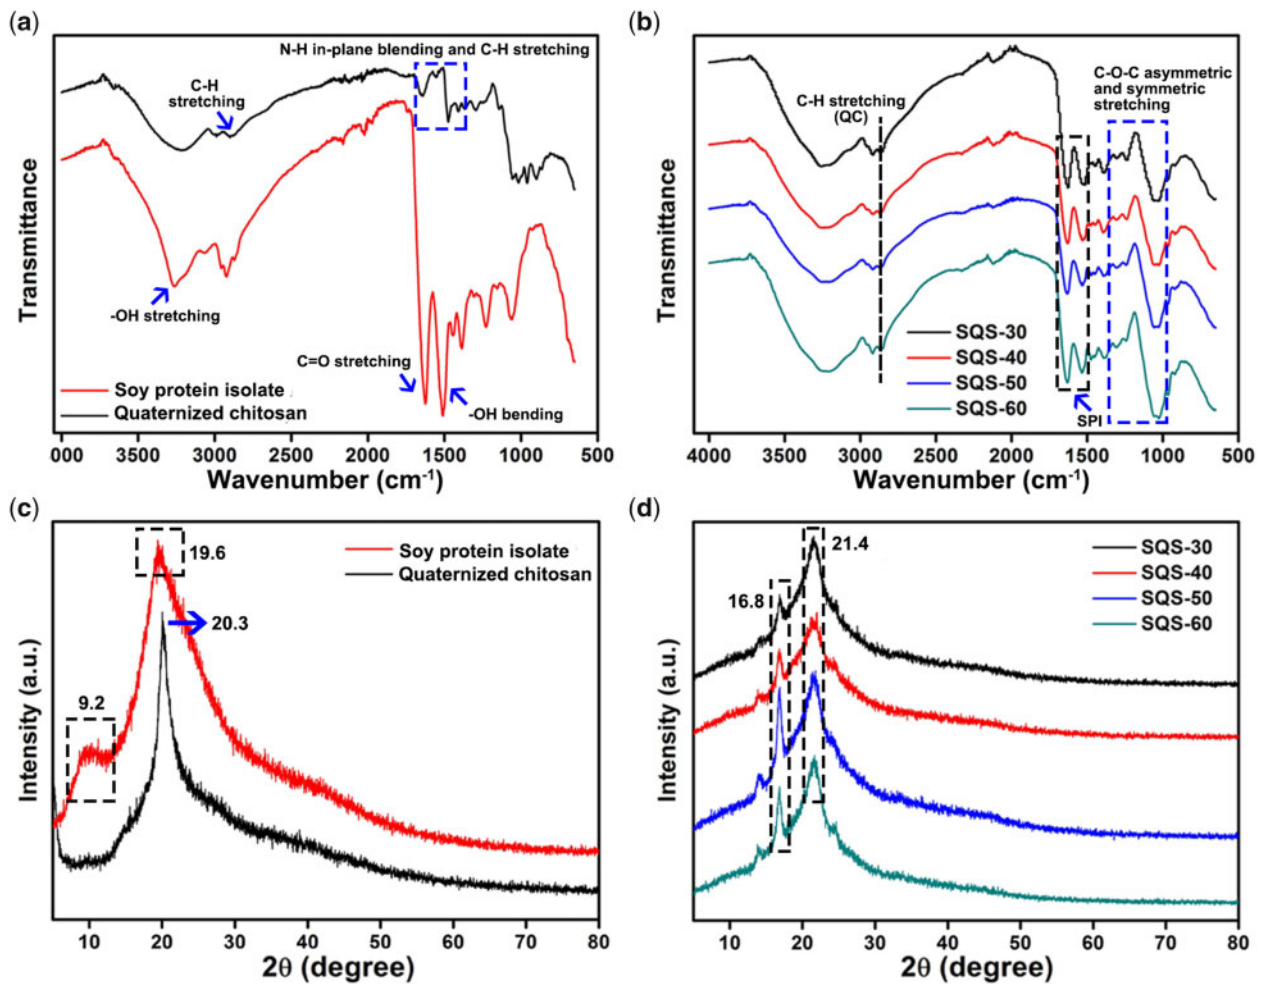 (a)
N-H in-plane blending and C-H stretching
C-H
stretching
-OH stretching
C=O stretching
-OH bending
Soy protein isolate
Quaternized chitosan
Transmittance
000 3500 3000 2500 2000 1500 1000 500
Wavenumber (cm-1)
(b)
C-H stretching
(QC)
C-O-C asymmetric
and symmetric
stretching
SQS-30
SQS-40
SQS-50
SQS-60
SPI
Transmittance
4000 3500 3000 2500 2000 1500 1000 500
Wavenumber (cm-1)
(c)
19.6
Soy protein isolate
Quaternized chitosan
20.3
9.2
Intensity (a.u.)
10 20 30 40 50 60 70 80
2θ (degree)
(d)
21.4
16.8
SQS-30
SQS-40
SQS-50
SQS-60
Intensity (a.u.)
10 20 30 40 50 60 70 80
2θ (degree)